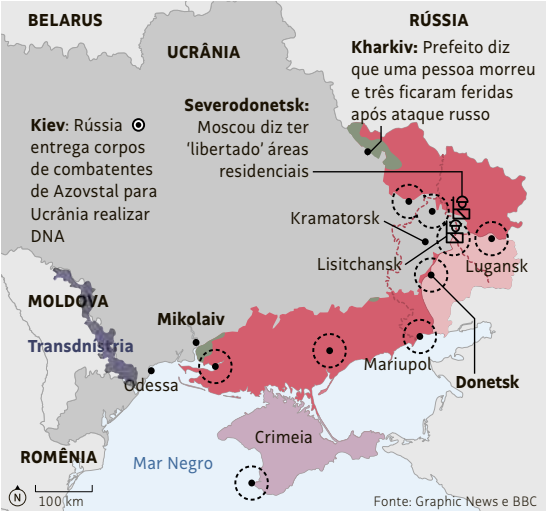 BELARUS
RÚSSIA
UCRÂNIA
Kharkiv: Prefeito diz
que uma pessoa morreu
e três ficaram feridas
após ataque russo
Severodonetsk:
Moscou diz ter
‘libertado’ áreas
residenciais
Kiev: Rússia
entrega corpos
de combatentes
de Azovstal para
Ucrânia realizar
DNA
Kramatorsk
Lisitchansk
Lugansk
MOLDOVA
Mikolaiv
Transdnístria
Mariupol
Odessa
Donetsk
Crimeia
ROMÊNIA
Mar Negro
N
100 km
Fonte: Graphic News e BBC